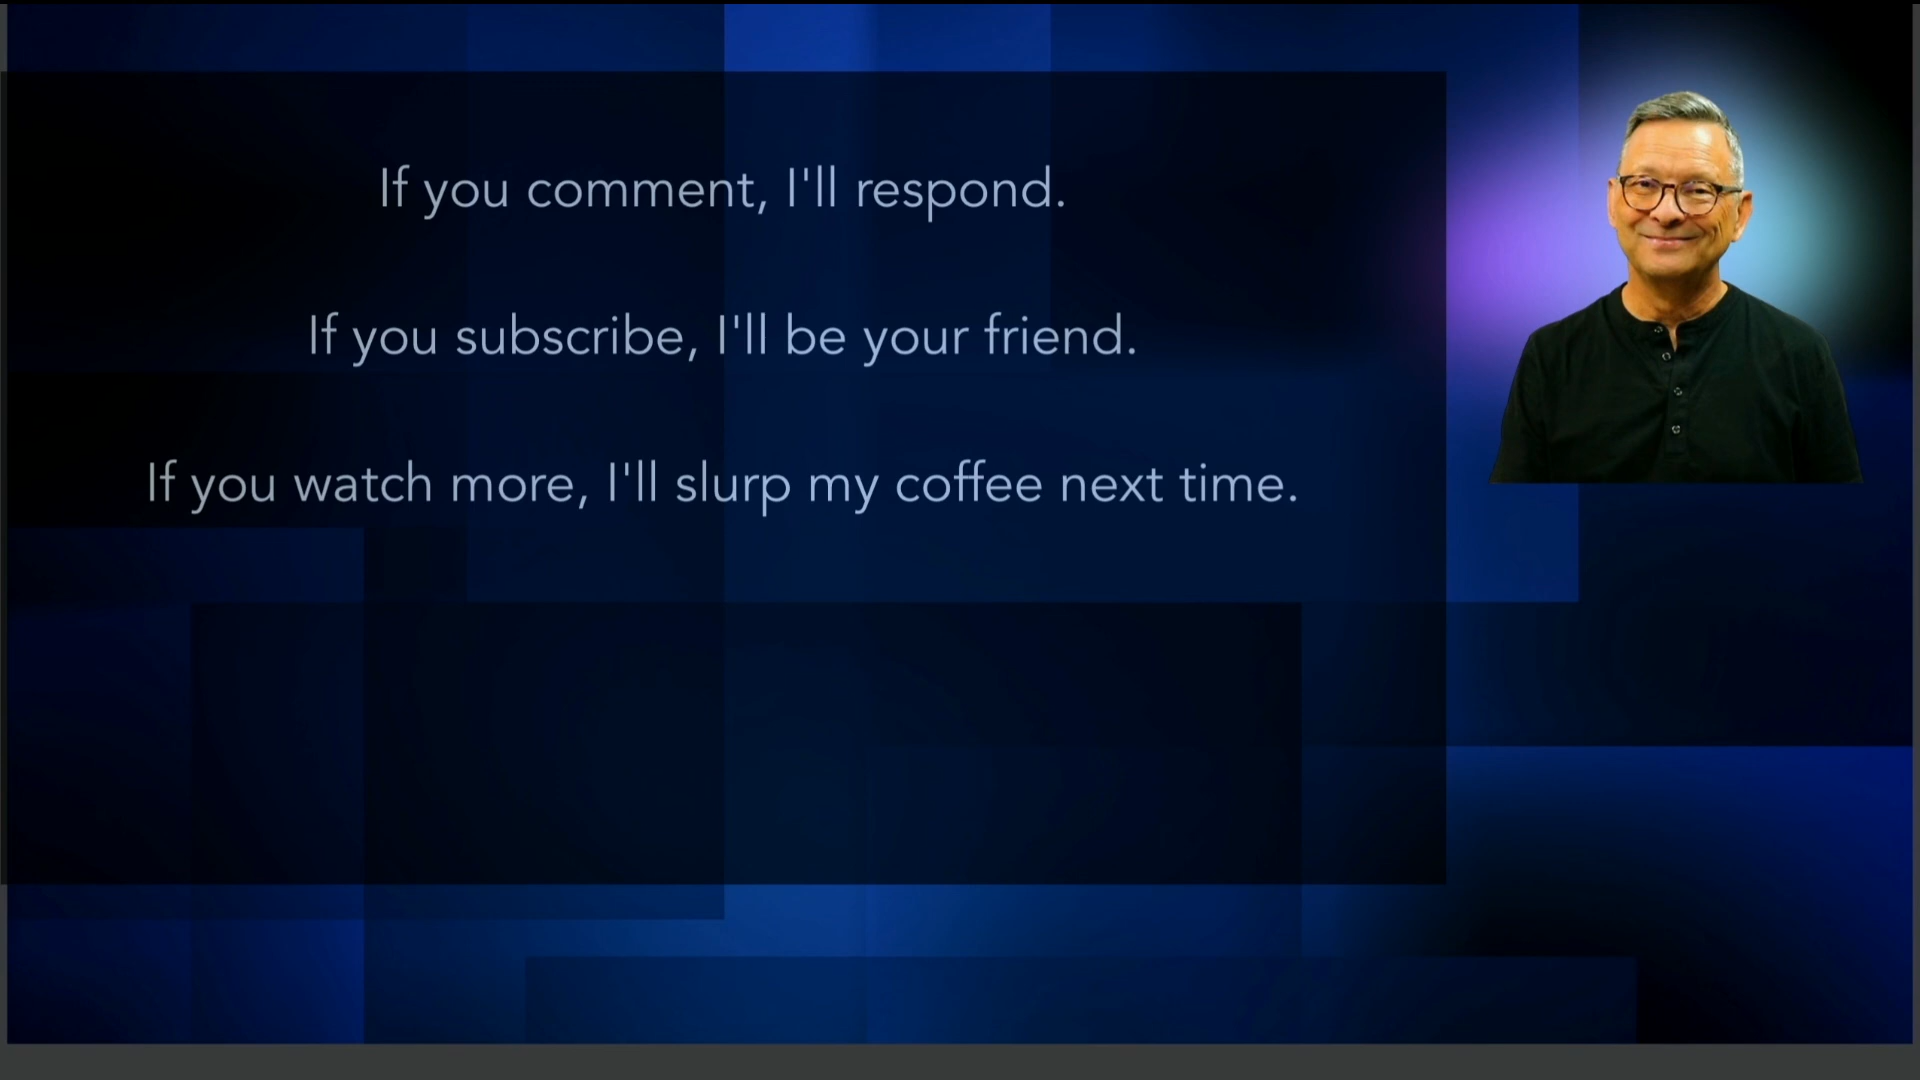 If you comment, I'll respond.
If you subscribe, I'll be your friend.
If you watch more, I'll slurp my coffee next time.